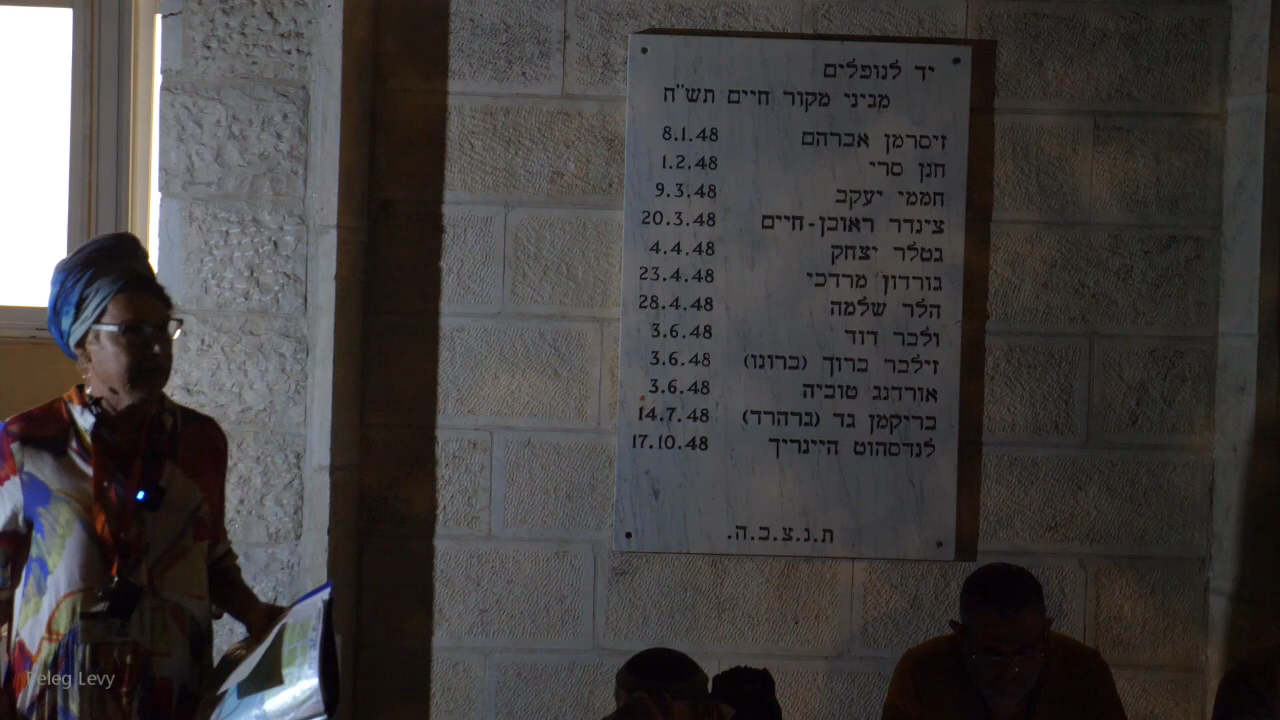 יד לנופלים
מגיני מקור חיים תש"ח
זיסרמן אברהם 8.1.48
חנן סרי 1.2.48
חממי יעקב 9.3.48
צינדר ראובן-חיים 20.3.48
גטלר יצחק 4.4.48
גורדון מרדכי 23.4.48
הלר שלמה 28.4.48
ולכר דוד 3.6.48
זילבר ברוך (ברונו) 3.6.48
אורדנג טוביה 3.6.48
בריקמן גד (גרהרד) 14.7.48
לנדסהוט היינריך 17.10.48
ת.נ.צ.ב.ה.
Peleg Levy